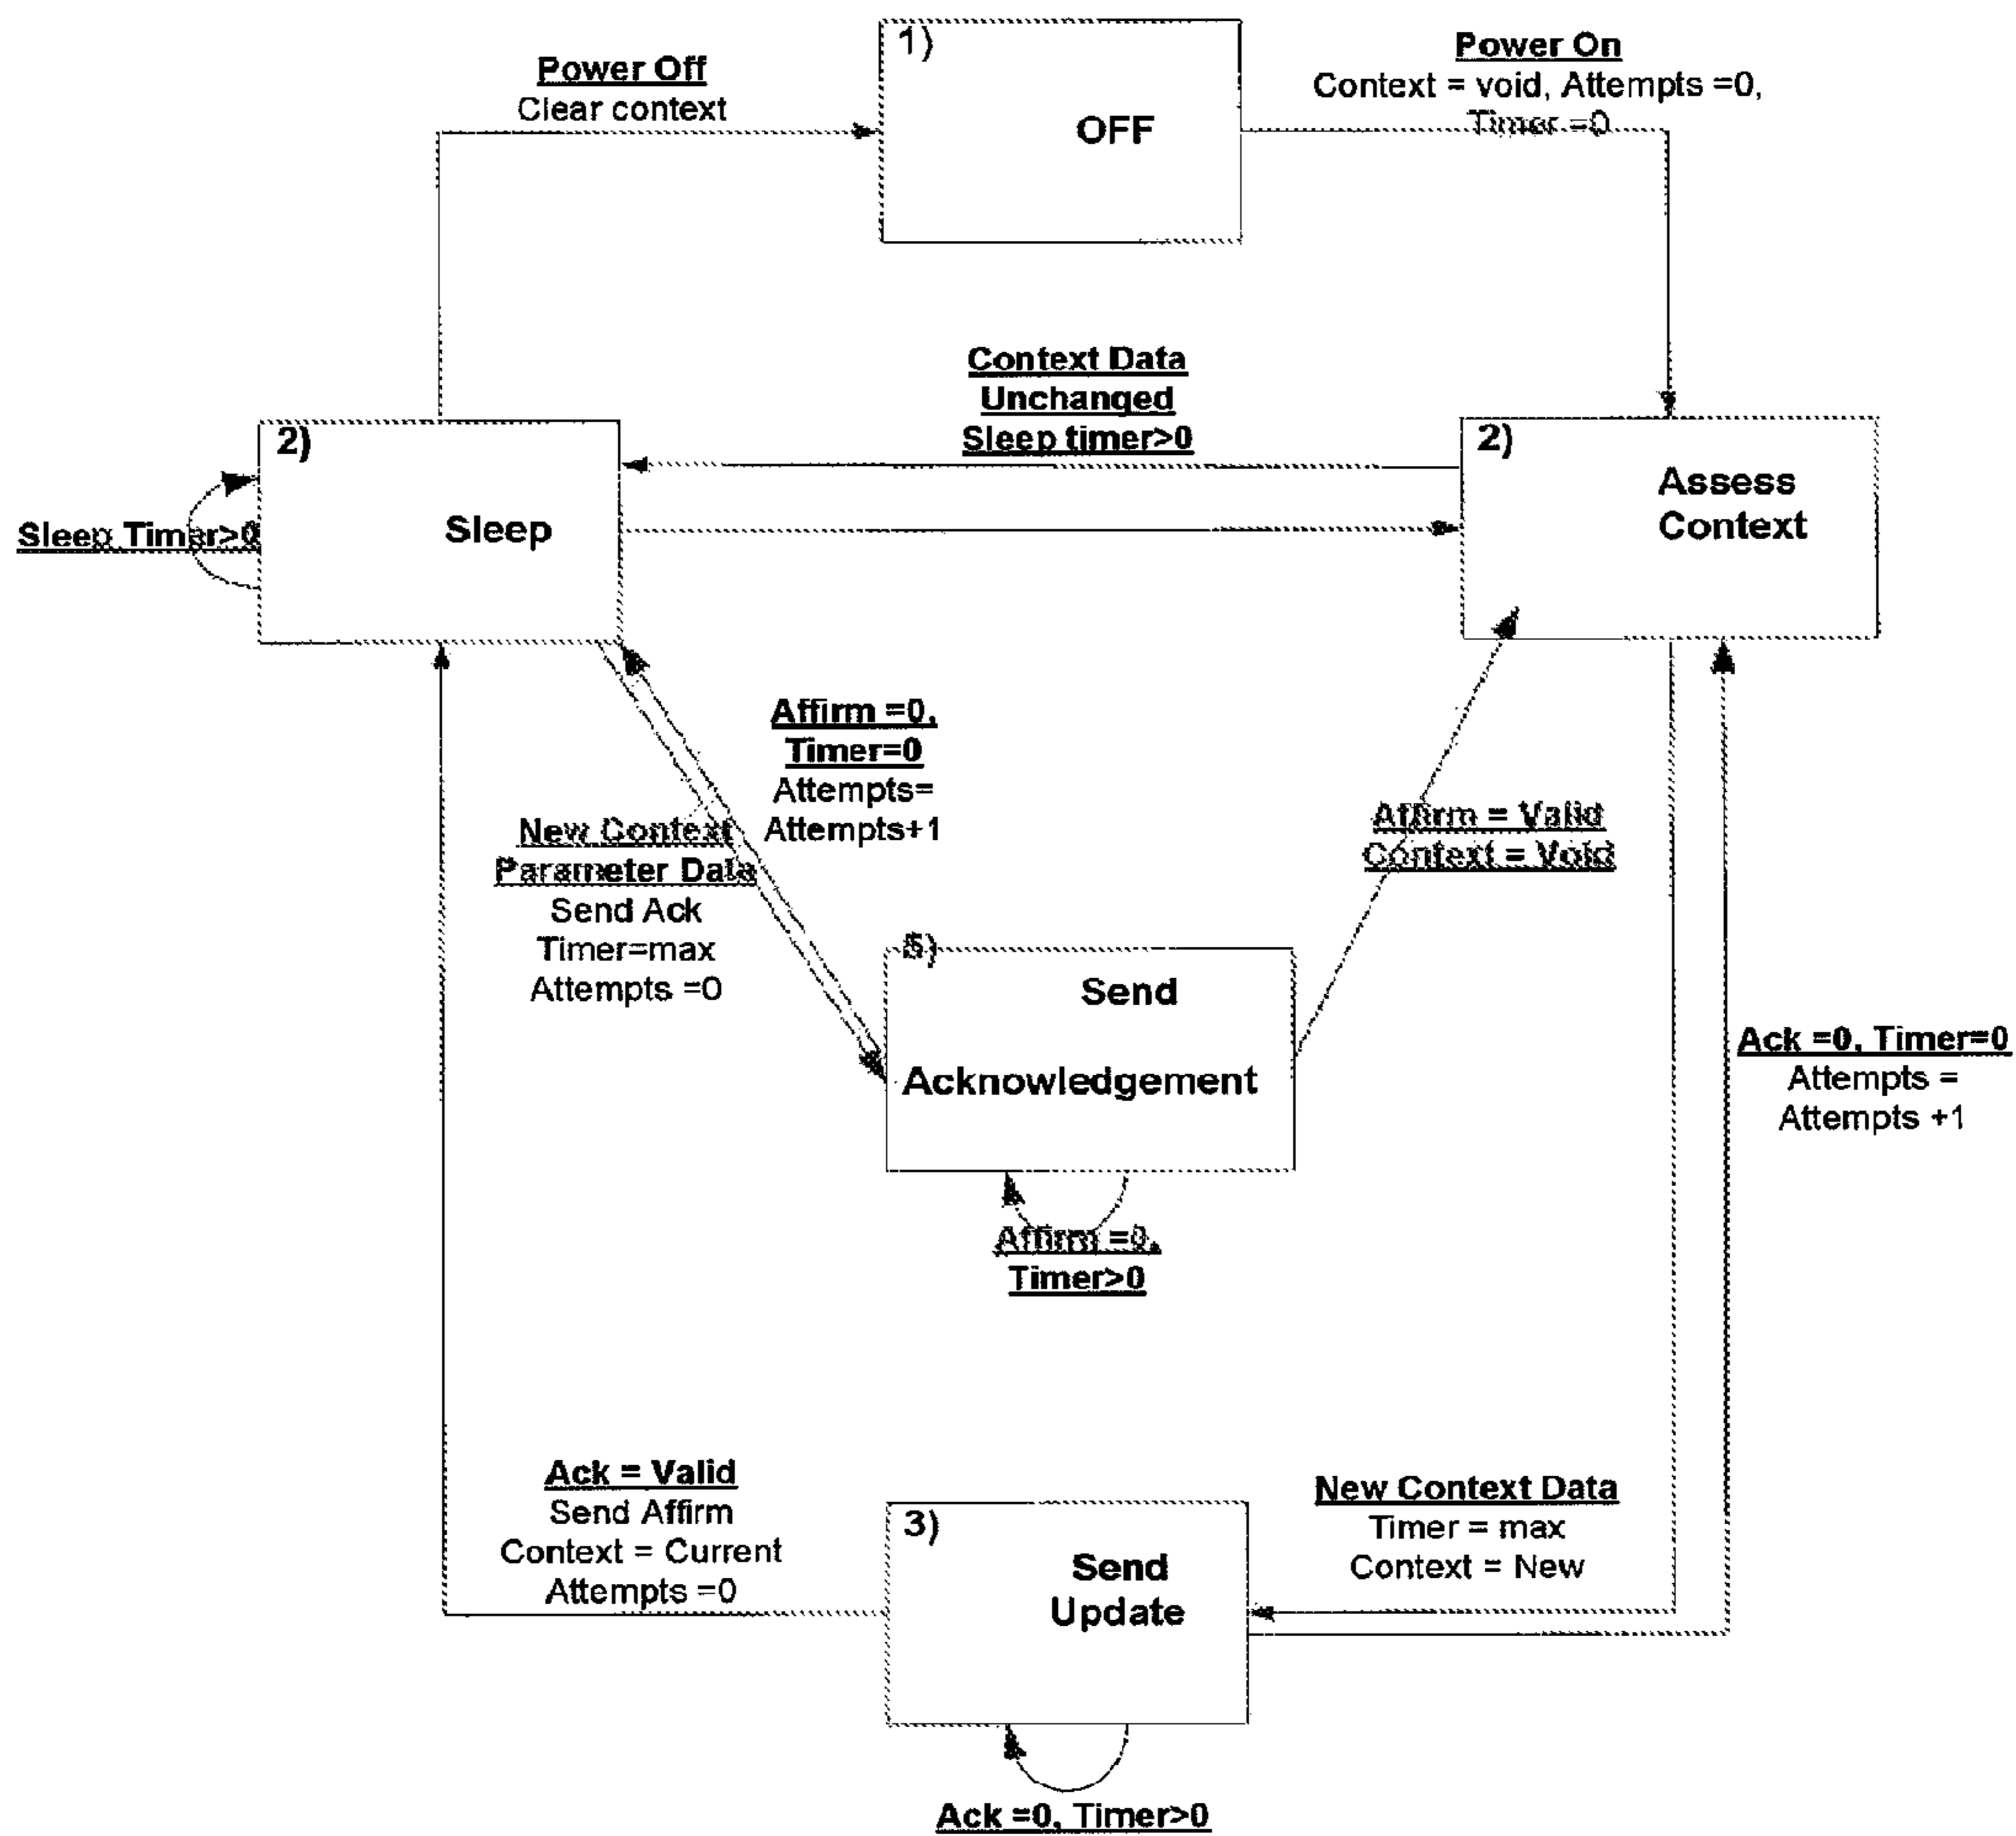 1)
OFF
Power Off
Clear context
Power On
Context = void, Attempts =0,
Timer =0
Context Data
Unchanged
Sleep timer>0
2)
Sleep
Sleep Timer>0
2)
Assess
Context
Affirm =0,
Timer=0
Attempts=
Attempts+1
New Context
Parameter Data
Send Ack
Timer=max
Attempts =0
Affirm = Valid
Context = Void
5)
Send
Acknowledgement
Affirm =0,
Timer>0
Ack =0, Timer=0
Attempts =
Attempts +1
Ack = Valid
Send Affirm
Context = Current
Attempts =0
New Context Data
Timer = max
Context = New
3)
Send
Update
Ack =0, Timer>0